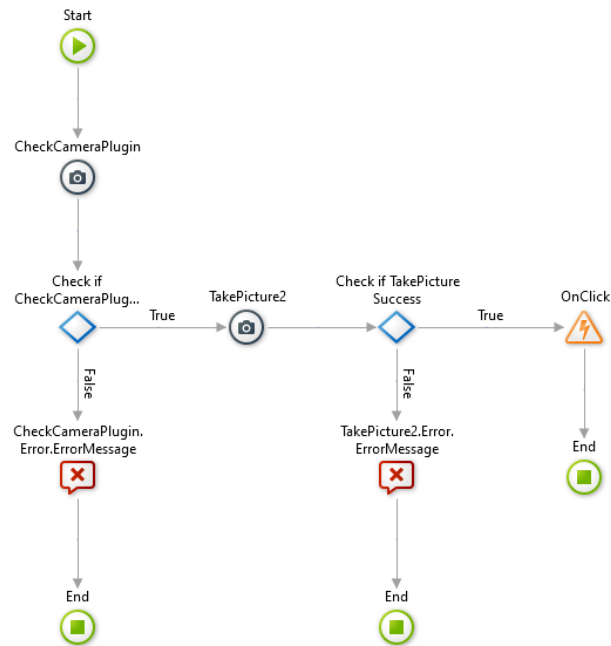 Start
CheckCameraPlugin
Check if
CheckCameraPlug...
True
TakePicture2
Check if TakePicture
Success
True
OnClick
False
False
CheckCameraPlugin.
Error.ErrorMessage
TakePicture2.Error.
ErrorMessage
End
End
End